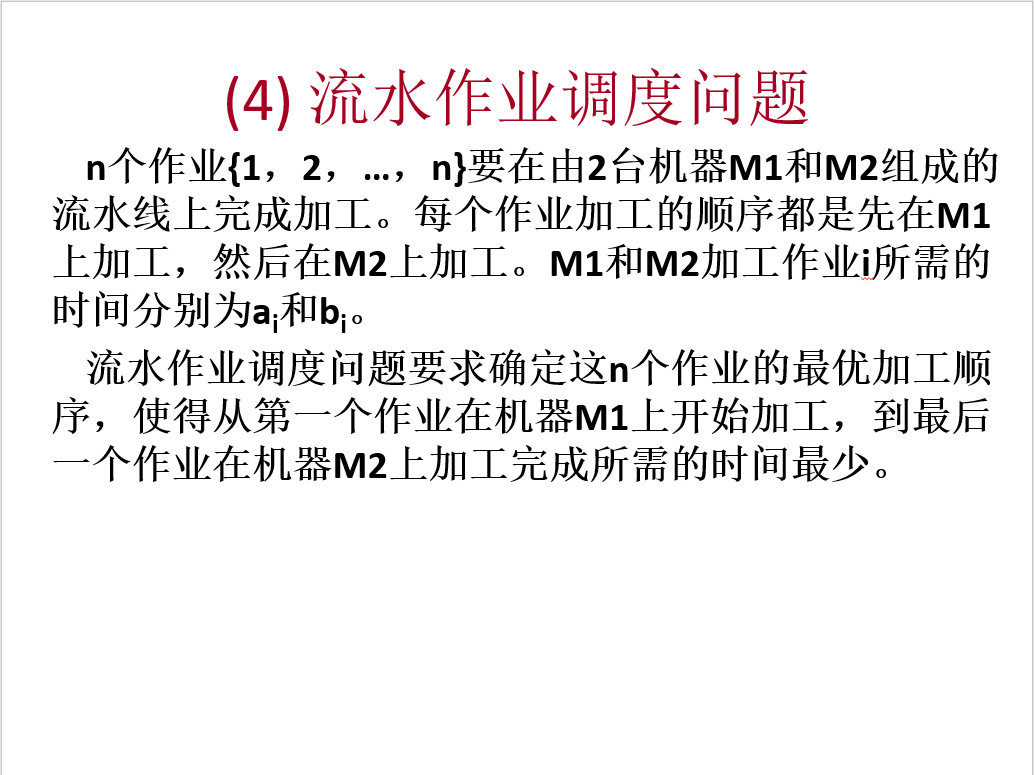 (4) 流水作业调度问题
n个作业{1，2，…，n}要在由2台机器M1和M2组成的
流水线上完成加工。每个作业加工的顺序都是先在M1
上加工，然后在M2上加工。M1和M2加工作业i所需的
时间分别为ai和bi。
流水作业调度问题要求确定这n个作业的最优加工顺
序，使得从第一个作业在机器M1上开始加工，到最后
一个作业在机器M2上加工完成所需的时间最少。